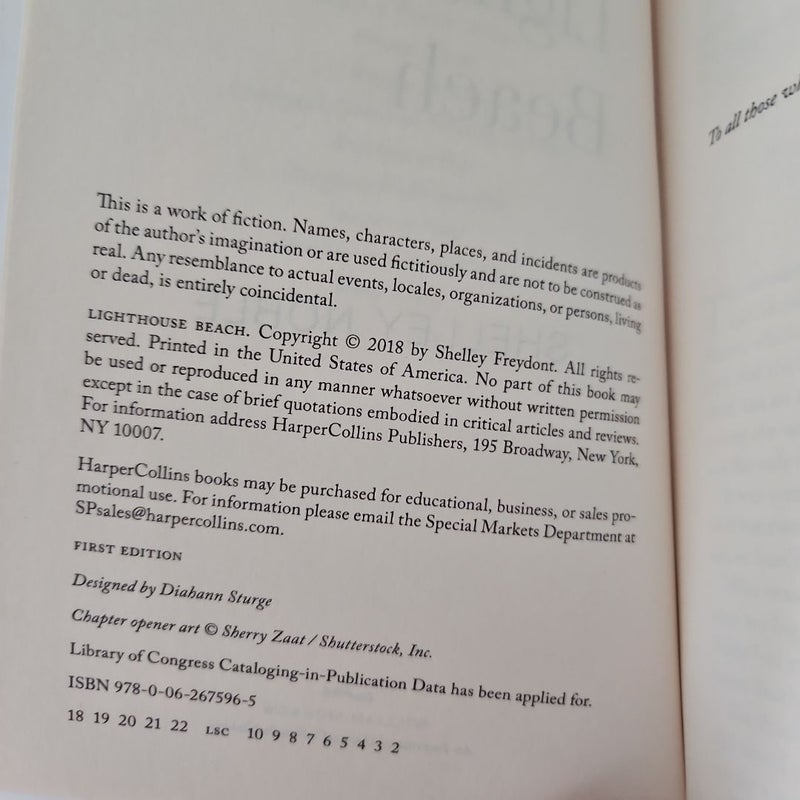 This is a work of fiction. Names, characters, places, and incidents are products
of the author's imagination or are used fictitiously and are not to be construed as
real. Any resemblance to actual events, locales, organizations, or persons, living
or dead, is entirely coincidental.
LIGHTHOUSE BEACH. Copyright © 2018 by Shelley Freydont. All rights re-
served. Printed in the United States of America. No part of this book may
be used or reproduced in any manner whatsoever without written permission
except in the case of brief quotations embodied in critical articles and reviews.
For information address HarperCollins Publishers, 195 Broadway, New York,
NY 10007.
HarperCollins books may be purchased for educational, business, or sales pro-
motional use. For information please email the Special Markets Department at
SPsales@harpercollins.com.
FIRST EDITION
Designed by Diahann Sturge
Chapter opener art © Sherry Zaat / Shutterstock, Inc.
Library of Congress Cataloging-in-Publication Data has been applied for.
ISBN 978-0-06-267596-5
18 19 20 21 22 LSC 10 9 8 7 6 5 4 3 2
To all those